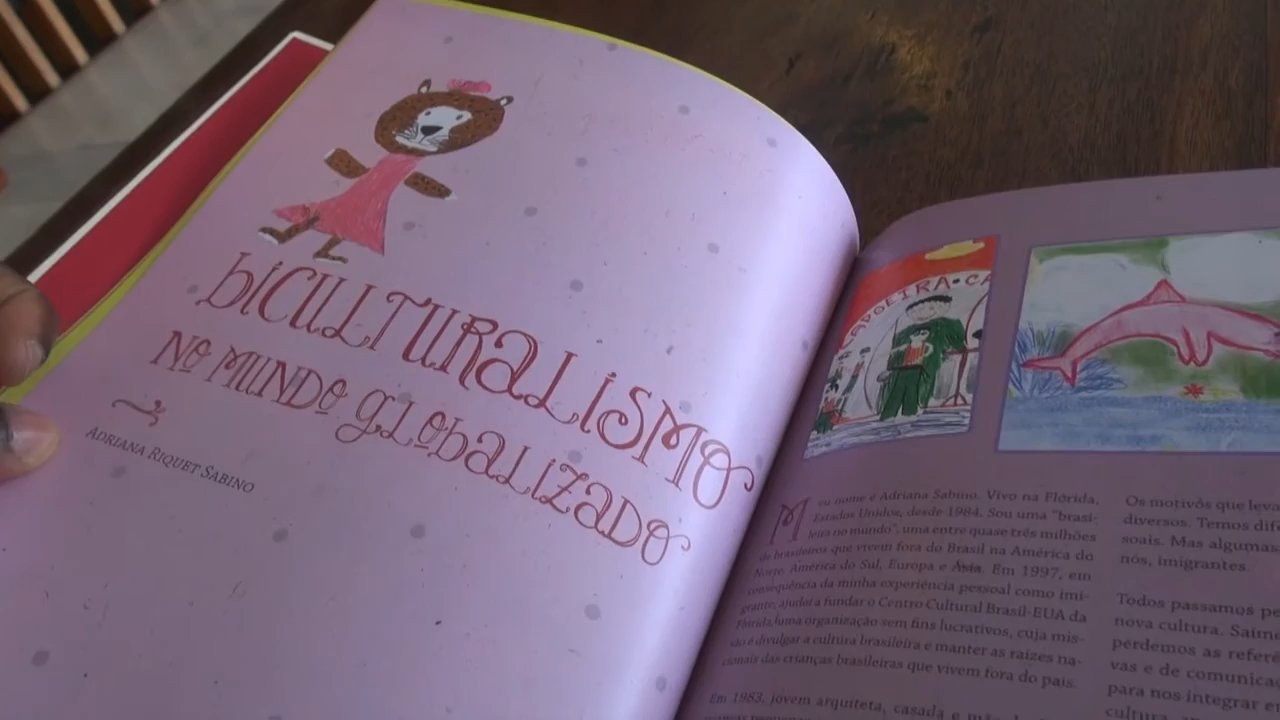 biCULTURaLiSMO
NO MUNDO gLObaLiZaDO
ADRIANA RIQUET SABINO
CAPOEIRA•CA
Meu nome é Adriana Sabino. Vivo na Flórida,
Estados Unidos, desde 1984. Sou uma "brasi-
leira no mundo", uma entre quase três milhões
de brasileiros que vivem fora do Brasil na América do
Norte, América do Sul, Europa e Ásia. Em 1997, em
consequência da minha experiência pessoal como imi-
grante, ajudei a fundar o Centro Cultural Brasil-EUA da
Flórida, uma organização sem fins lucrativos, cuja mis-
são é divulgar a cultura brasileira e manter as raízes na-
cionais das crianças brasileiras que vivem fora do país.
Em 1983, jovem arquiteta, casada e mãe
Os motivos que leva
diversos. Temos dif
soais. Mas algumas
nós, imigrantes.
Todos passamos pe
nova cultura. Saímo
perdemos as referê
vas e de comunicaç
para nos integrar e
cultura